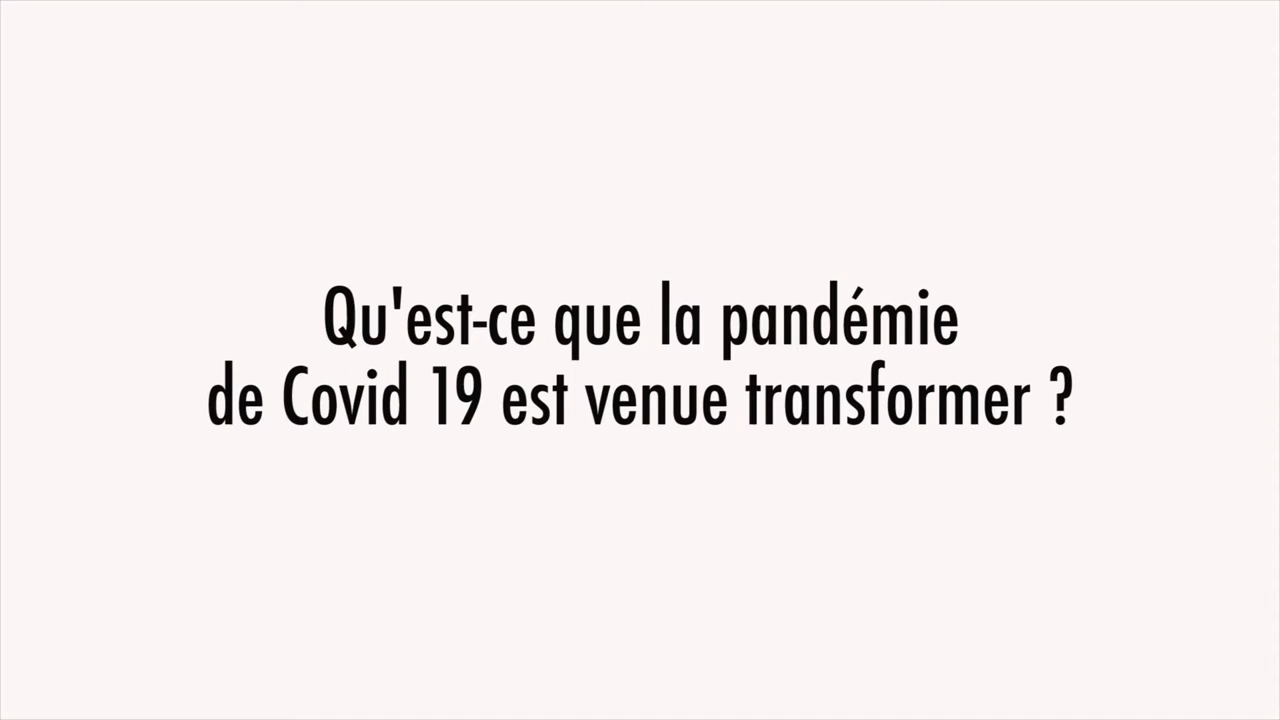 Qu'est-ce que la pandémie
de Covid 19 est venue transformer ?